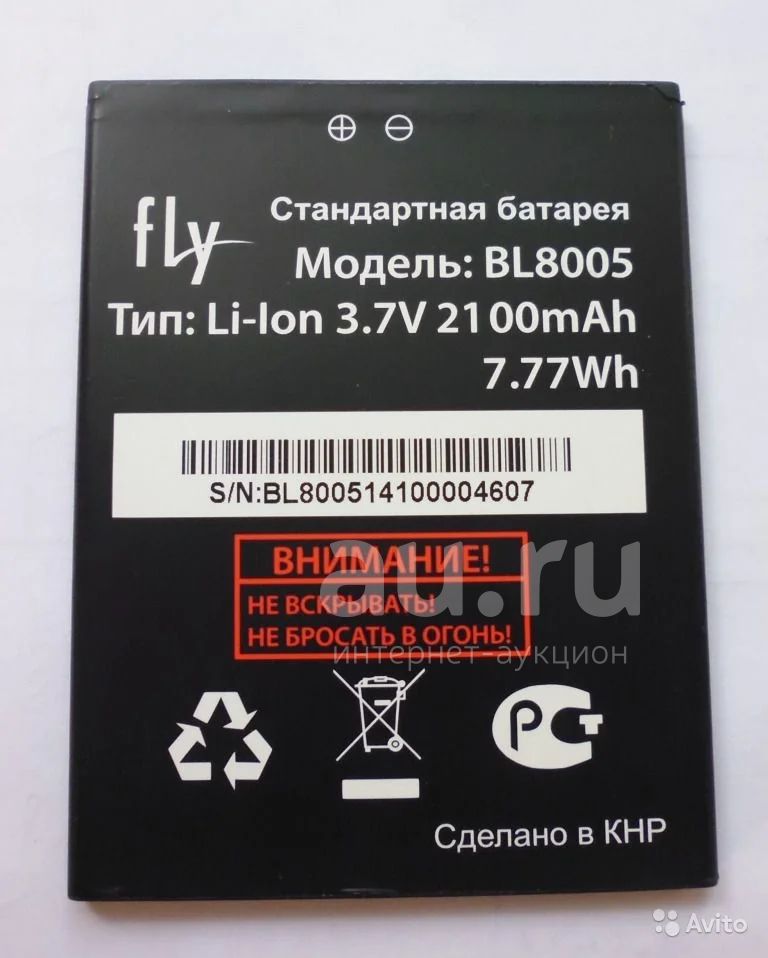 fly
Стандартная батарея
Модель: BL8005
Тип: Li-Ion 3.7V 2100mAh
7.77Wh
S/N:BL800514100004607
ВНИМАНИЕ!
НЕ ВСКРЫВАТЬ!
НЕ БРОСАТЬ В ОГОНЬ!
au.ru
интернет-аукцион
РСТ
Сделано в КНР
Avito